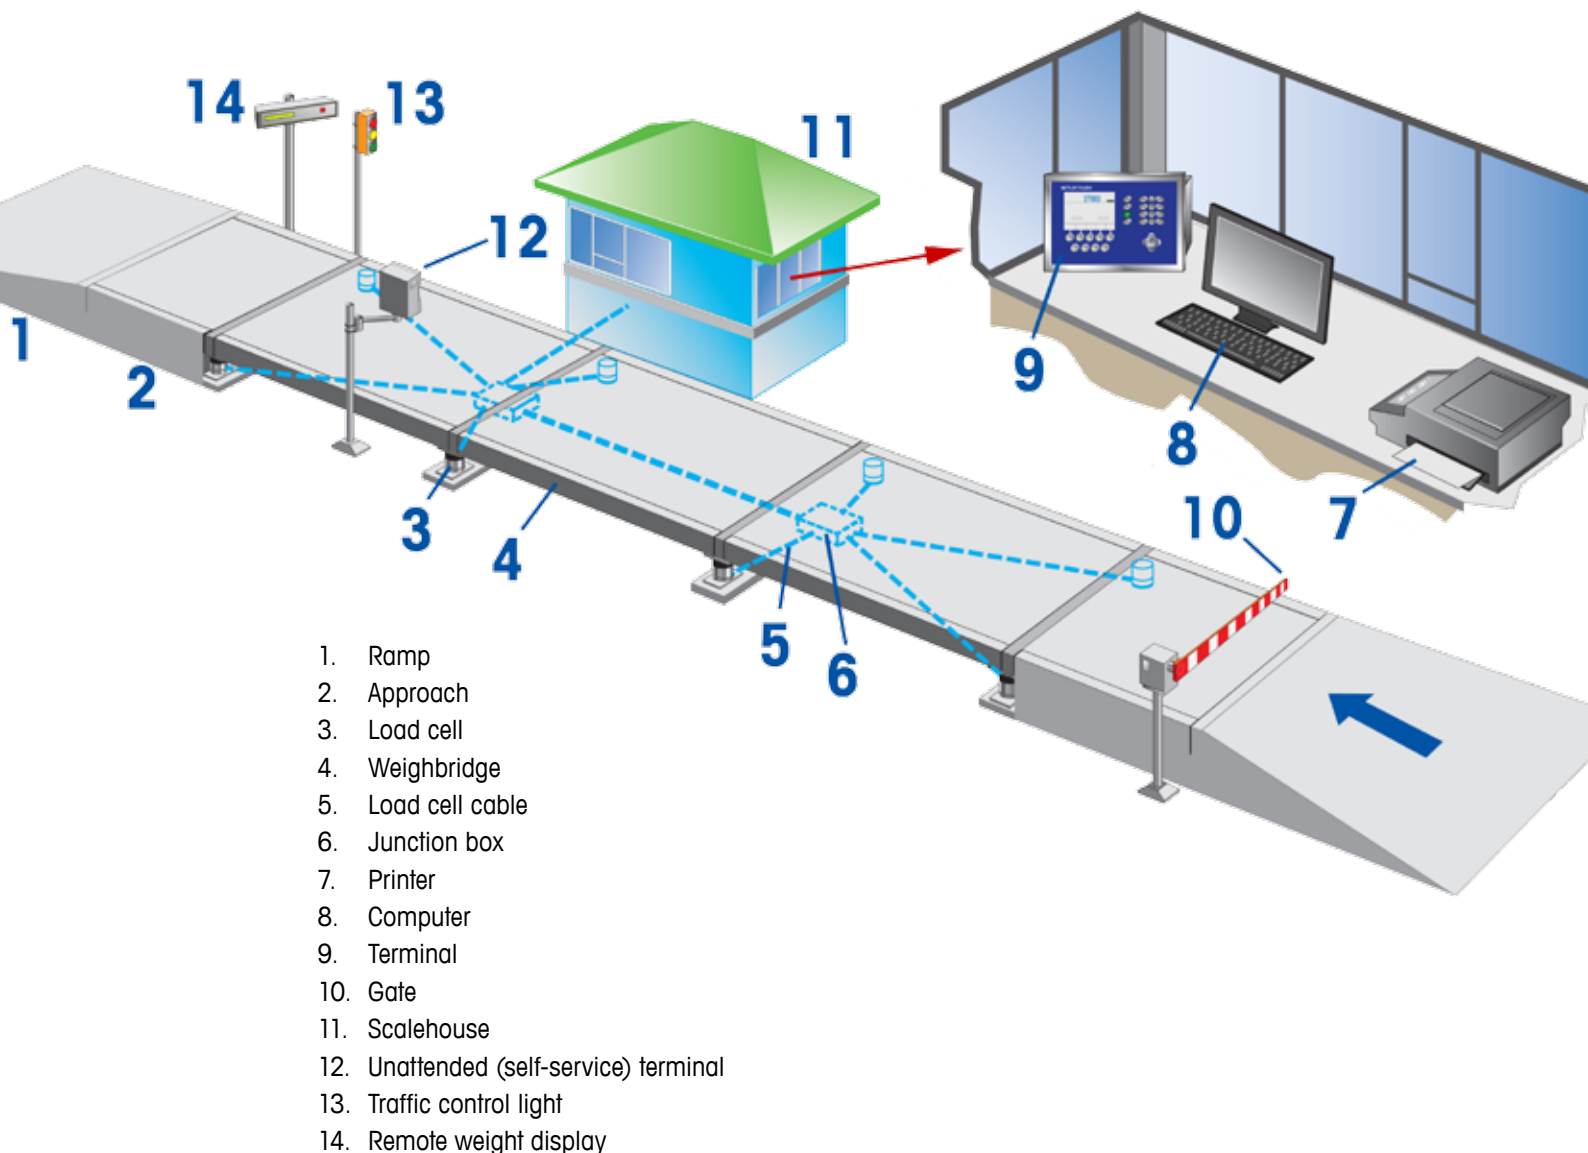 14
13
11
12
1
2
9
8
3
10
7
4
5
6
1. Ramp
2. Approach
3. Load cell
4. Weighbridge
5. Load cell cable
6. Junction box
7. Printer
8. Computer
9. Terminal
10. Gate
11. Scalehouse
12. Unattended (self-service) terminal
13. Traffic control light
14. Remote weight display